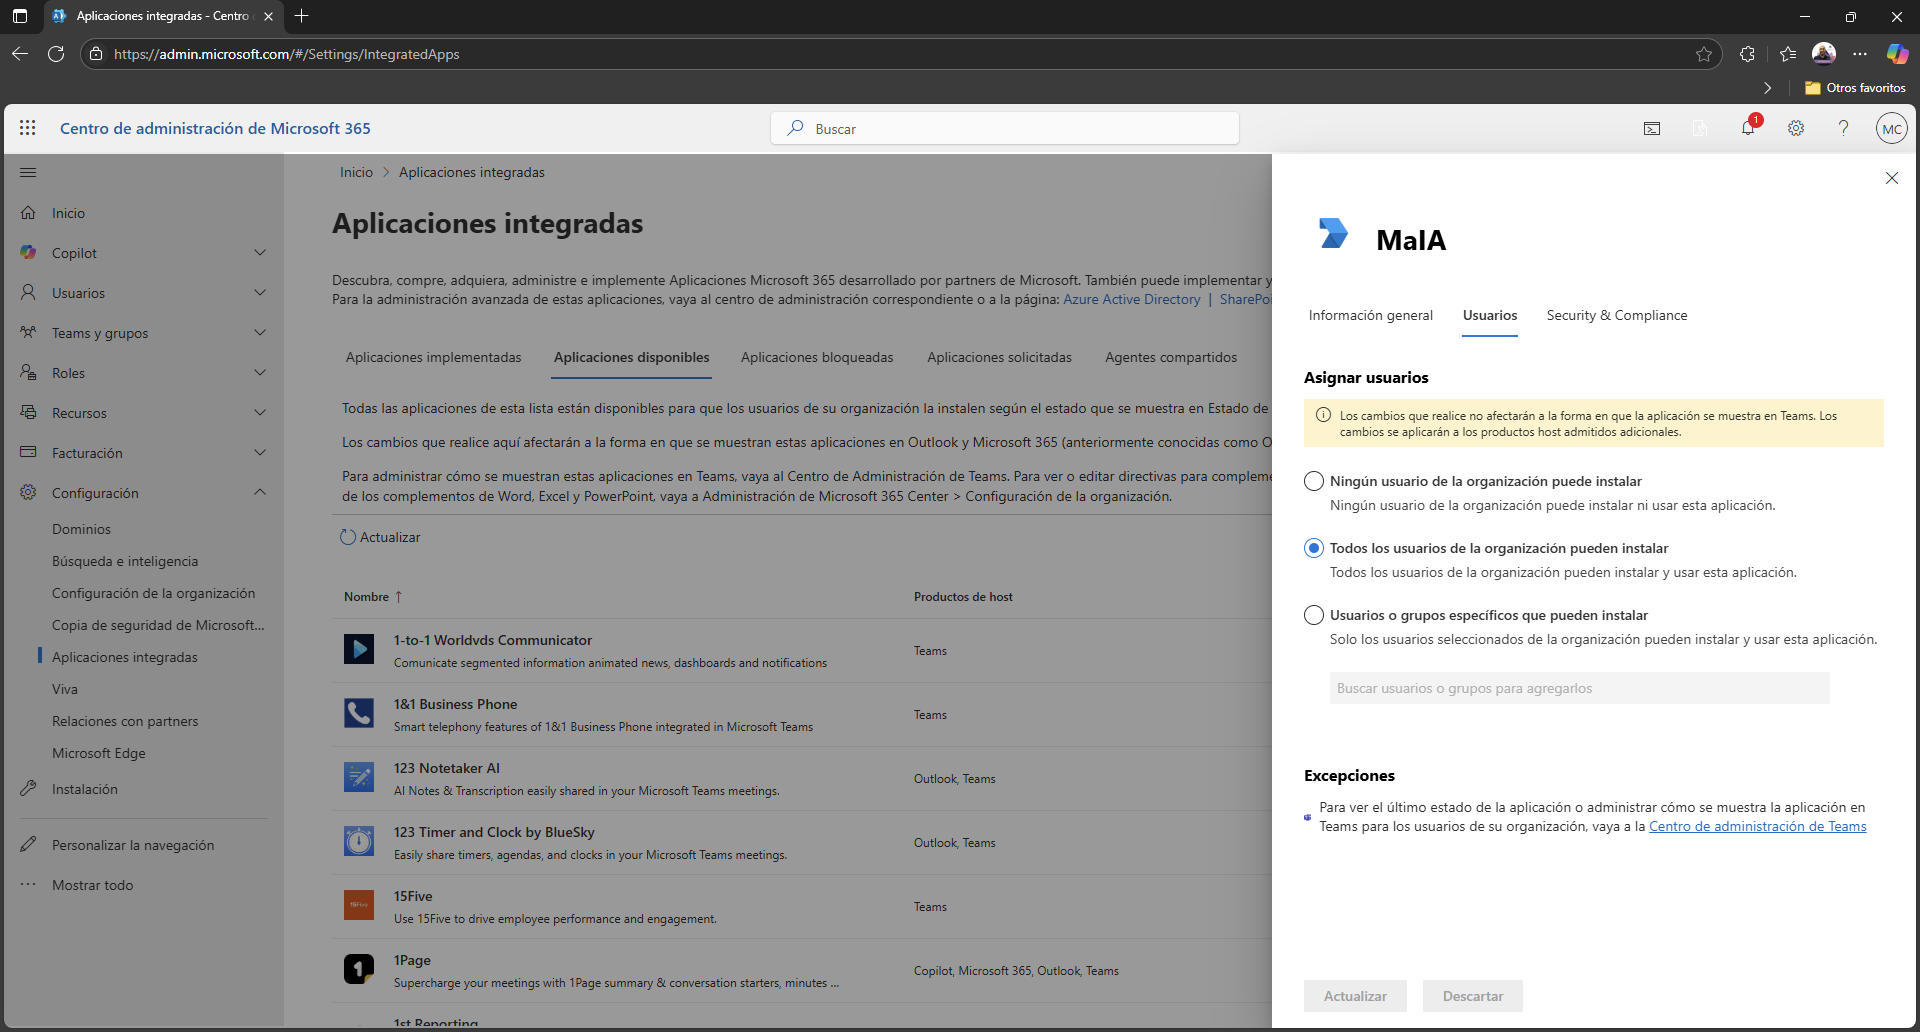 Aplicaciones integradas - Centro
https://admin.microsoft.com/#/Settings/IntegratedApps
Otros favoritos
Centro de administración de Microsoft 365
Buscar
1
MC
Inicio
Copilot
Usuarios
Teams y grupos
Roles
Recursos
Facturación
Configuración
Dominios
Búsqueda e inteligencia
Configuración de la organización
Copia de seguridad de Microsoft...
Aplicaciones integradas
Viva
Relaciones con partners
Microsoft Edge
Instalación
Personalizar la navegación
Mostrar todo
Inicio > Aplicaciones integradas
Aplicaciones integradas
Descubra, compre, adquiera, administre e implemente Aplicaciones Microsoft 365 desarrollado por partners de Microsoft. También puede implementar y
Para la administración avanzada de estas aplicaciones, vaya al centro de administración correspondiente o a la página: Azure Active Directory | SharePoi
Aplicaciones implementadas
Aplicaciones disponibles
Aplicaciones bloqueadas
Aplicaciones solicitadas
Agentes compartidos
Todas las aplicaciones de esta lista están disponibles para que los usuarios de su organización la instalen según el estado que se muestra en Estado de
Los cambios que realice aquí afectarán a la forma en que se muestran estas aplicaciones en Outlook y Microsoft 365 (anteriormente conocidas como O
Para administrar cómo se muestran estas aplicaciones en Teams, vaya al Centro de Administración de Teams. Para ver o editar directivas para compleme
de los complementos de Word, Excel y PowerPoint, vaya a Administración de Microsoft 365 Center > Configuración de la organización.
Actualizar
Nombre ↑
Productos de host
1-to-1 Worldvds Communicator
Comunicate segmented information animated news, dashboards and notifications
Teams
1&1 Business Phone
Smart telephony features of 1&1 Business Phone integrated in Microsoft Teams
Teams
123 Notetaker AI
AI Notes & Transcription easily shared in your Microsoft Teams meetings.
Outlook, Teams
123 Timer and Clock by BlueSky
Easily share timers, agendas, and clocks in your Microsoft Teams meetings.
Outlook, Teams
15Five
15Five
Use 15Five to drive employee performance and engagement.
Teams
1
1Page
Supercharge your meetings with 1Page summary & conversation starters, minutes ...
Copilot, Microsoft 365, Outlook, Teams
1st Reporting
MaIA
Información general
Usuarios
Security & Compliance
Asignar usuarios
Los cambios que realice no afectarán a la forma en que la aplicación se muestra en Teams. Los
cambios se aplicarán a los productos host admitidos adicionales.
Ningún usuario de la organización puede instalar
Ningún usuario de la organización puede instalar ni usar esta aplicación.
Todos los usuarios de la organización pueden instalar
Todos los usuarios de la organización pueden instalar y usar esta aplicación.
Usuarios o grupos específicos que pueden instalar
Solo los usuarios seleccionados de la organización pueden instalar y usar esta aplicación.
Buscar usuarios o grupos para agregarlos
Excepciones
Para ver el último estado de la aplicación o administrar cómo se muestra la aplicación en
Teams para los usuarios de su organización, vaya a la Centro de administración de Teams
Actualizar
Descartar